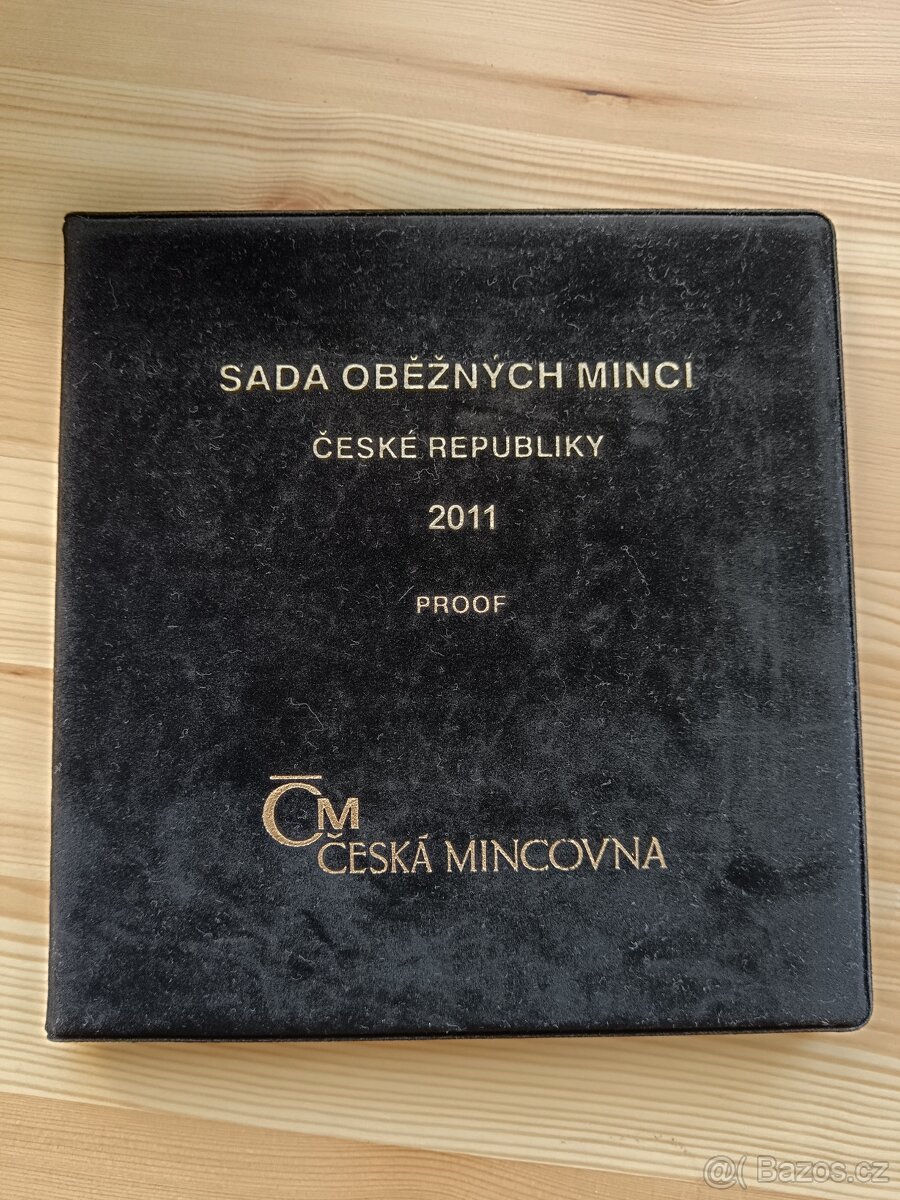 SADA OBĚŽNÝCH MINCÍ
ČESKÉ REPUBLIKY
2011
PROOF
ČM
ČESKÁ MINCOVNA
@( Bazos.cz